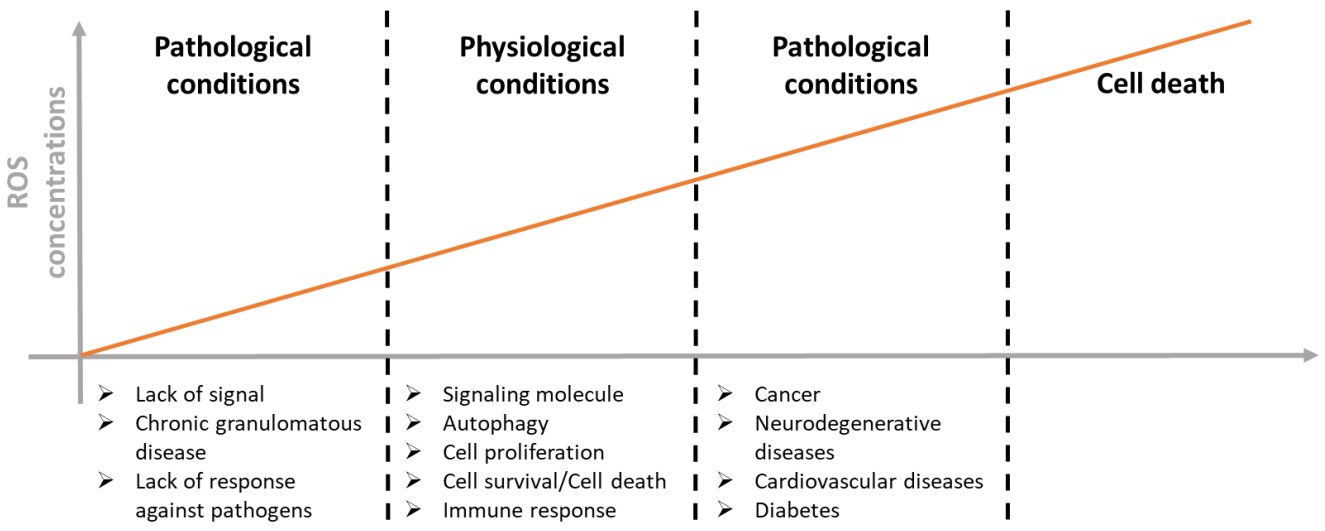 ROS
concentrations
Pathological
conditions
Physiological
conditions
Pathological
conditions
Cell death
➢ Lack of signal
➢ Chronic granulomatous
disease
➢ Lack of response
against pathogens
➢ Signaling molecule
➢ Autophagy
➢ Cell proliferation
➢ Cell survival/Cell death
➢ Immune response
➢ Cancer
➢ Neurodegenerative
diseases
➢ Cardiovascular diseases
➢ Diabetes